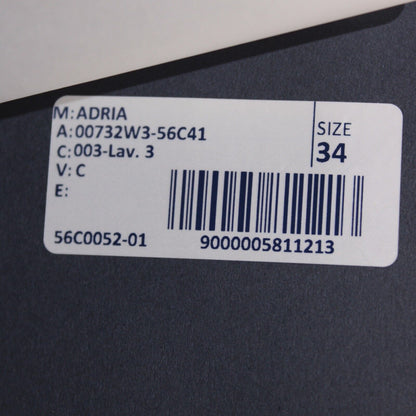 M: ADRIA
A: 00732W3-56C41
C: 003-Lav. 3
V: C
E:
SIZE
34
56C0052-01
9000005811213